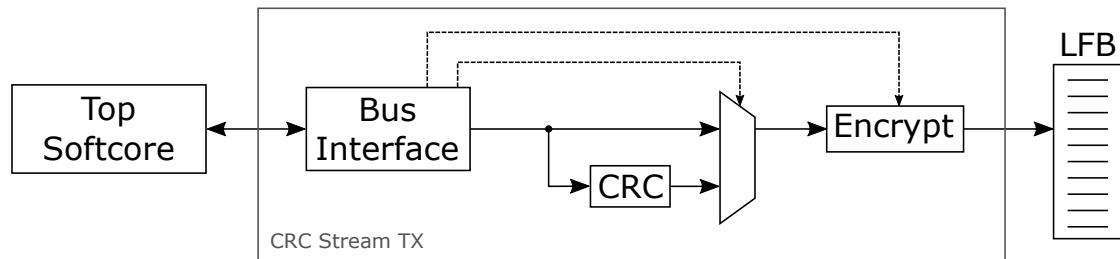 LFB
Top
Softcore
Bus
Interface
Encrypt
CRC
CRC Stream TX